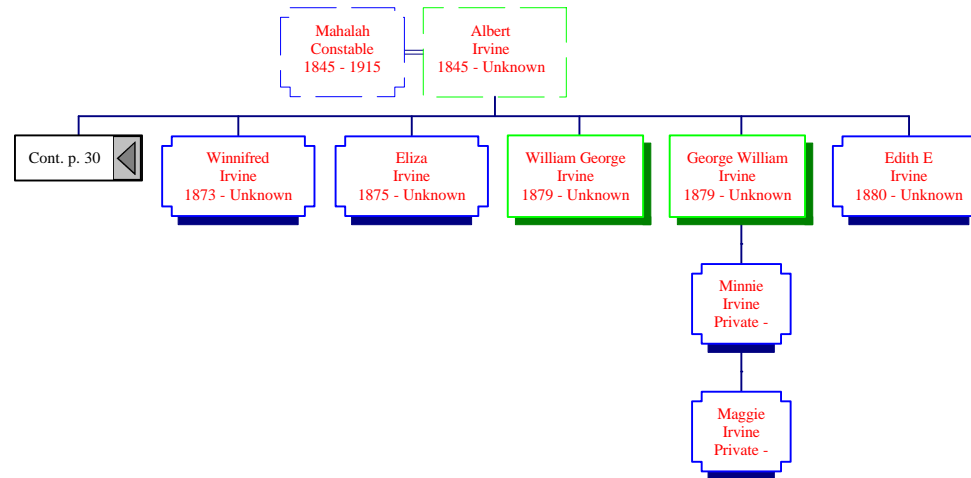 Mahalah
Constable
1845 - 1915
Albert
Irvine
1845 - Unknown
Cont. p. 30
Winnifred
Irvine
1873 - Unknown
Eliza
Irvine
1875 - Unknown
William George
Irvine
1879 - Unknown
George William
Irvine
1879 - Unknown
Edith E
Irvine
1880 - Unknown
Minnie
Irvine
Private -
Maggie
Irvine
Private -